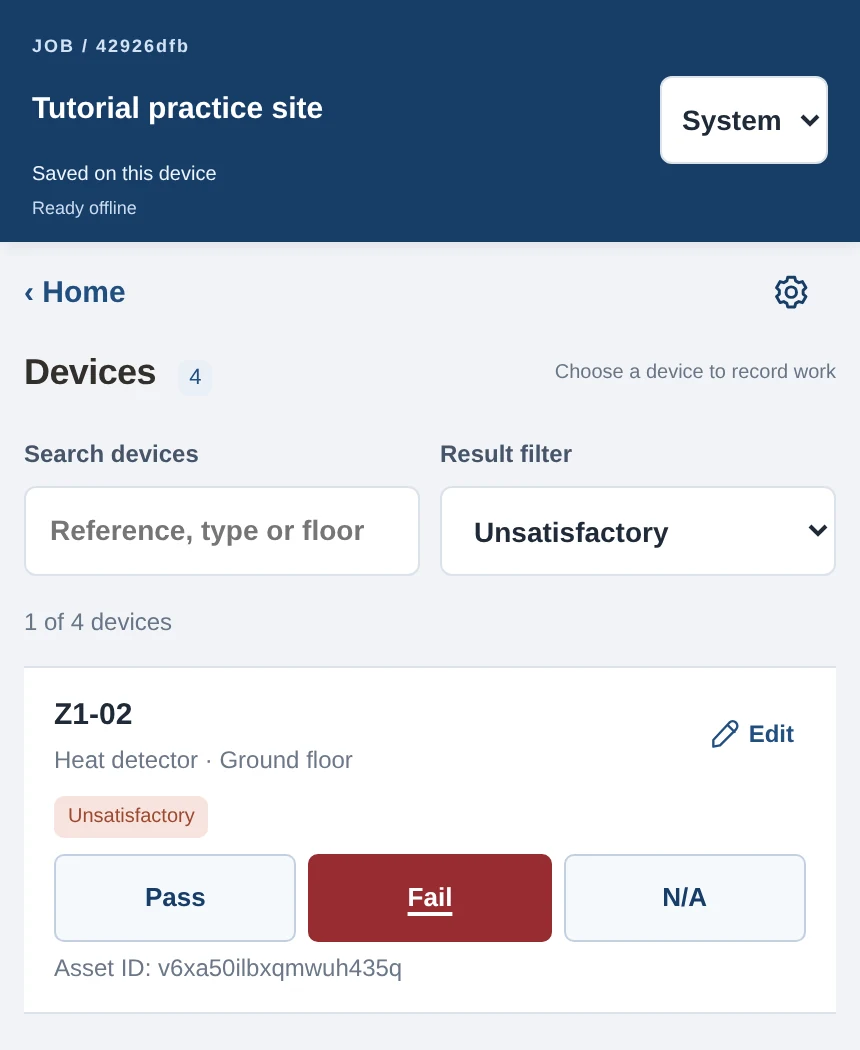 JOB / 42926dfb
Tutorial practice site
System
Saved on this device
Ready offline
‹ Home
Devices 4
Choose a device to record work
Search devices
Result filter
Reference, type or floor
Unsatisfactory
1 of 4 devices
Z1-02
Edit
Heat detector · Ground floor
Unsatisfactory
Pass
Fail
N/A
Asset ID: v6xa50ilbxqmwuh435q